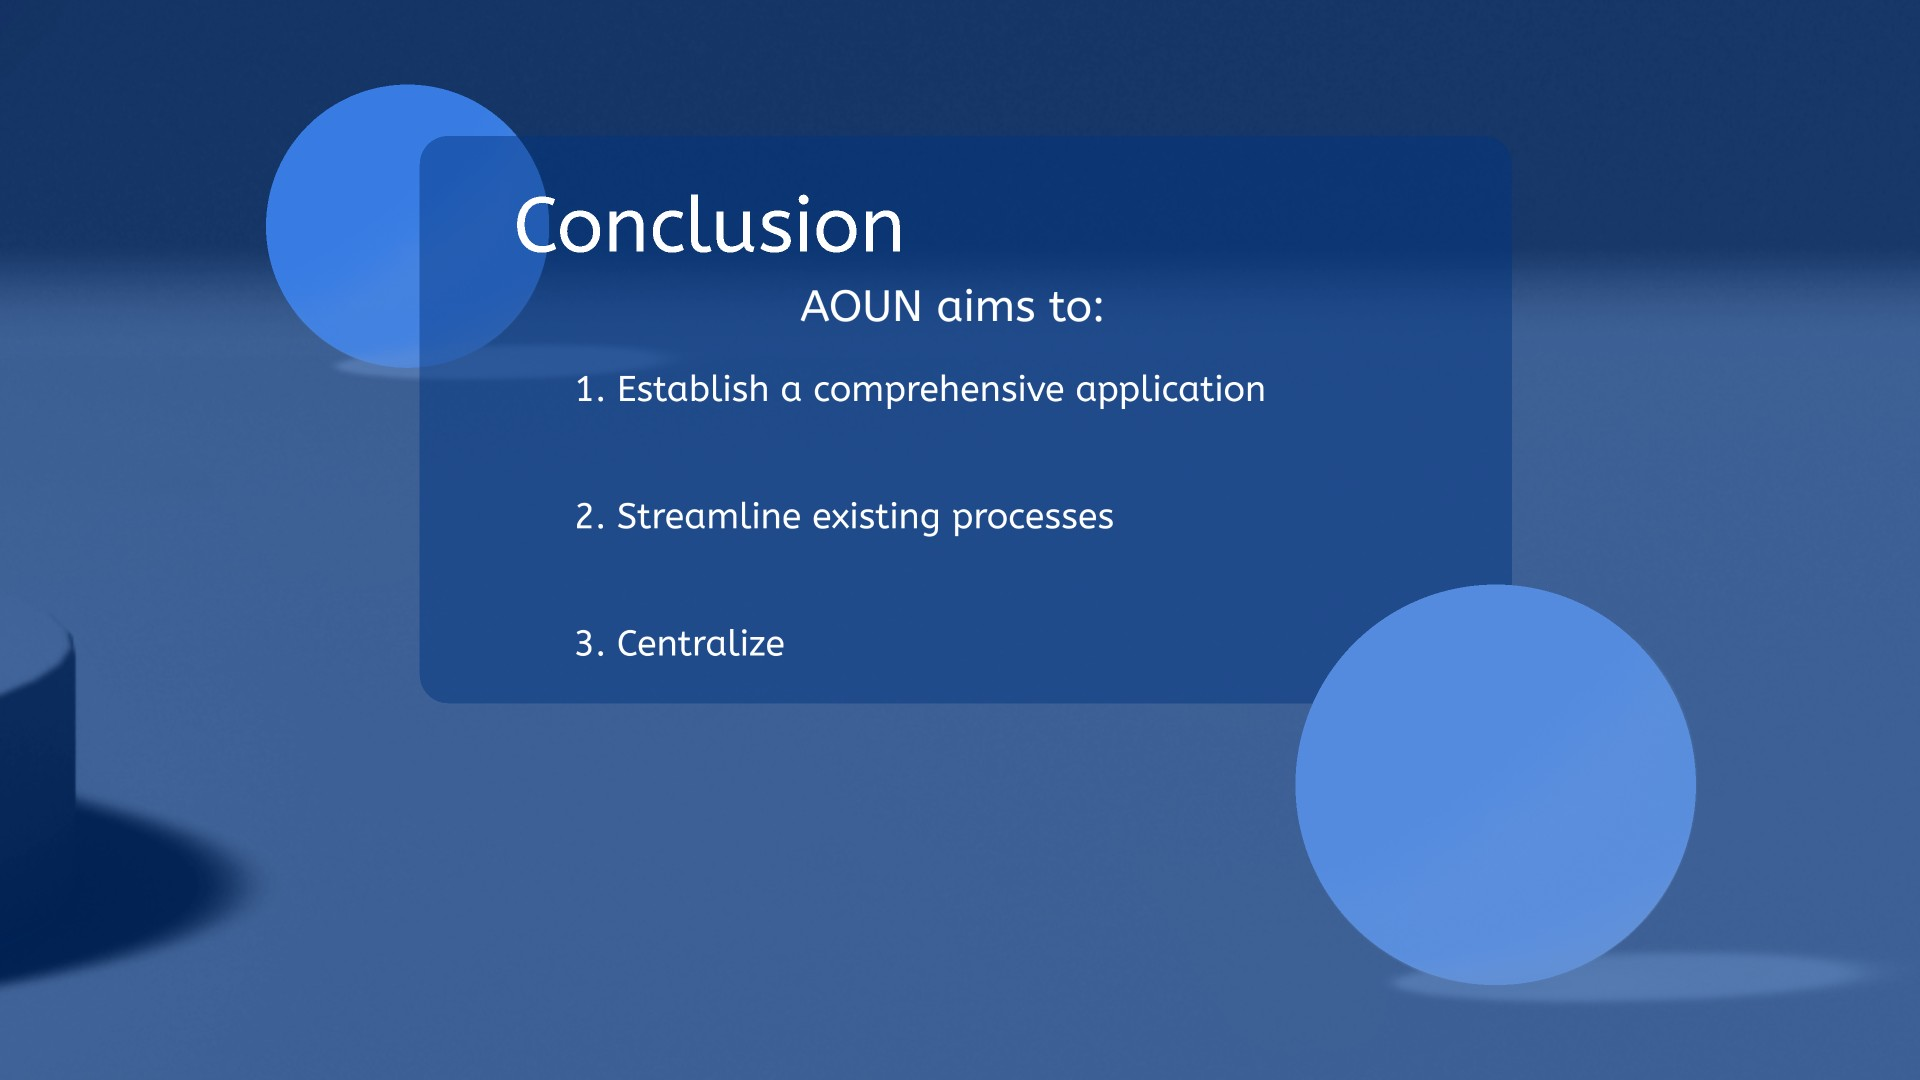 Conclusion
AOUN aims to:
1. Establish a comprehensive application
2. Streamline existing processes
3. Centralize